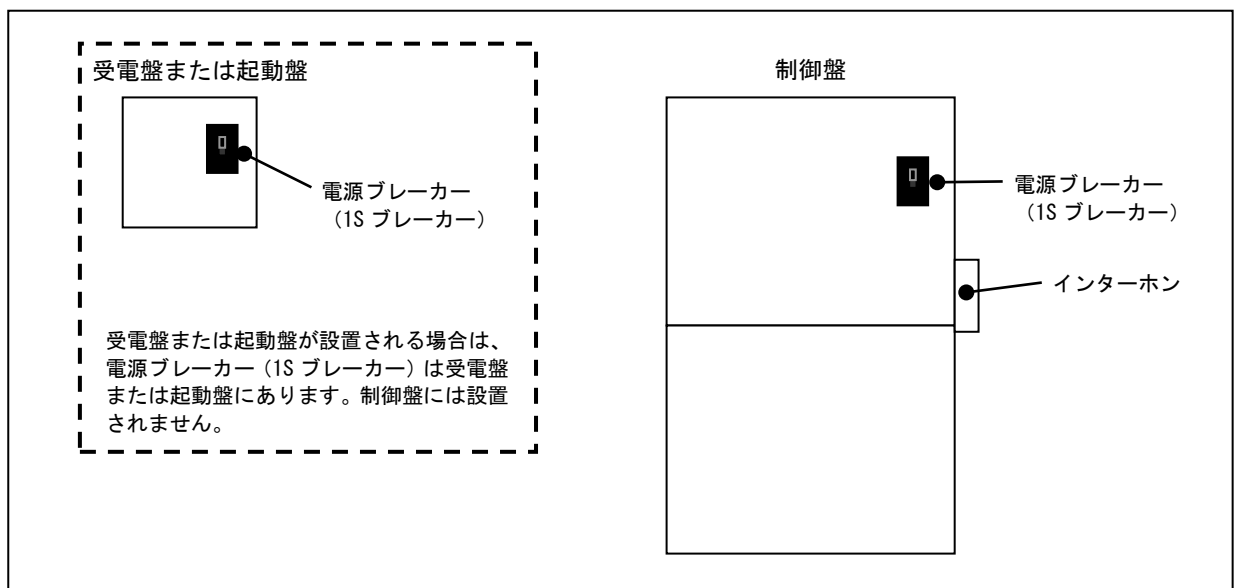 受電盤または起動盤
電源ブレーカー
（1S ブレーカー）
受電盤または起動盤が設置される場合は、
電源ブレーカー（1S ブレーカー）は受電盤
または起動盤にあります。制御盤には設置
されません。
制御盤
電源ブレーカー
（1S ブレーカー）
インターホン